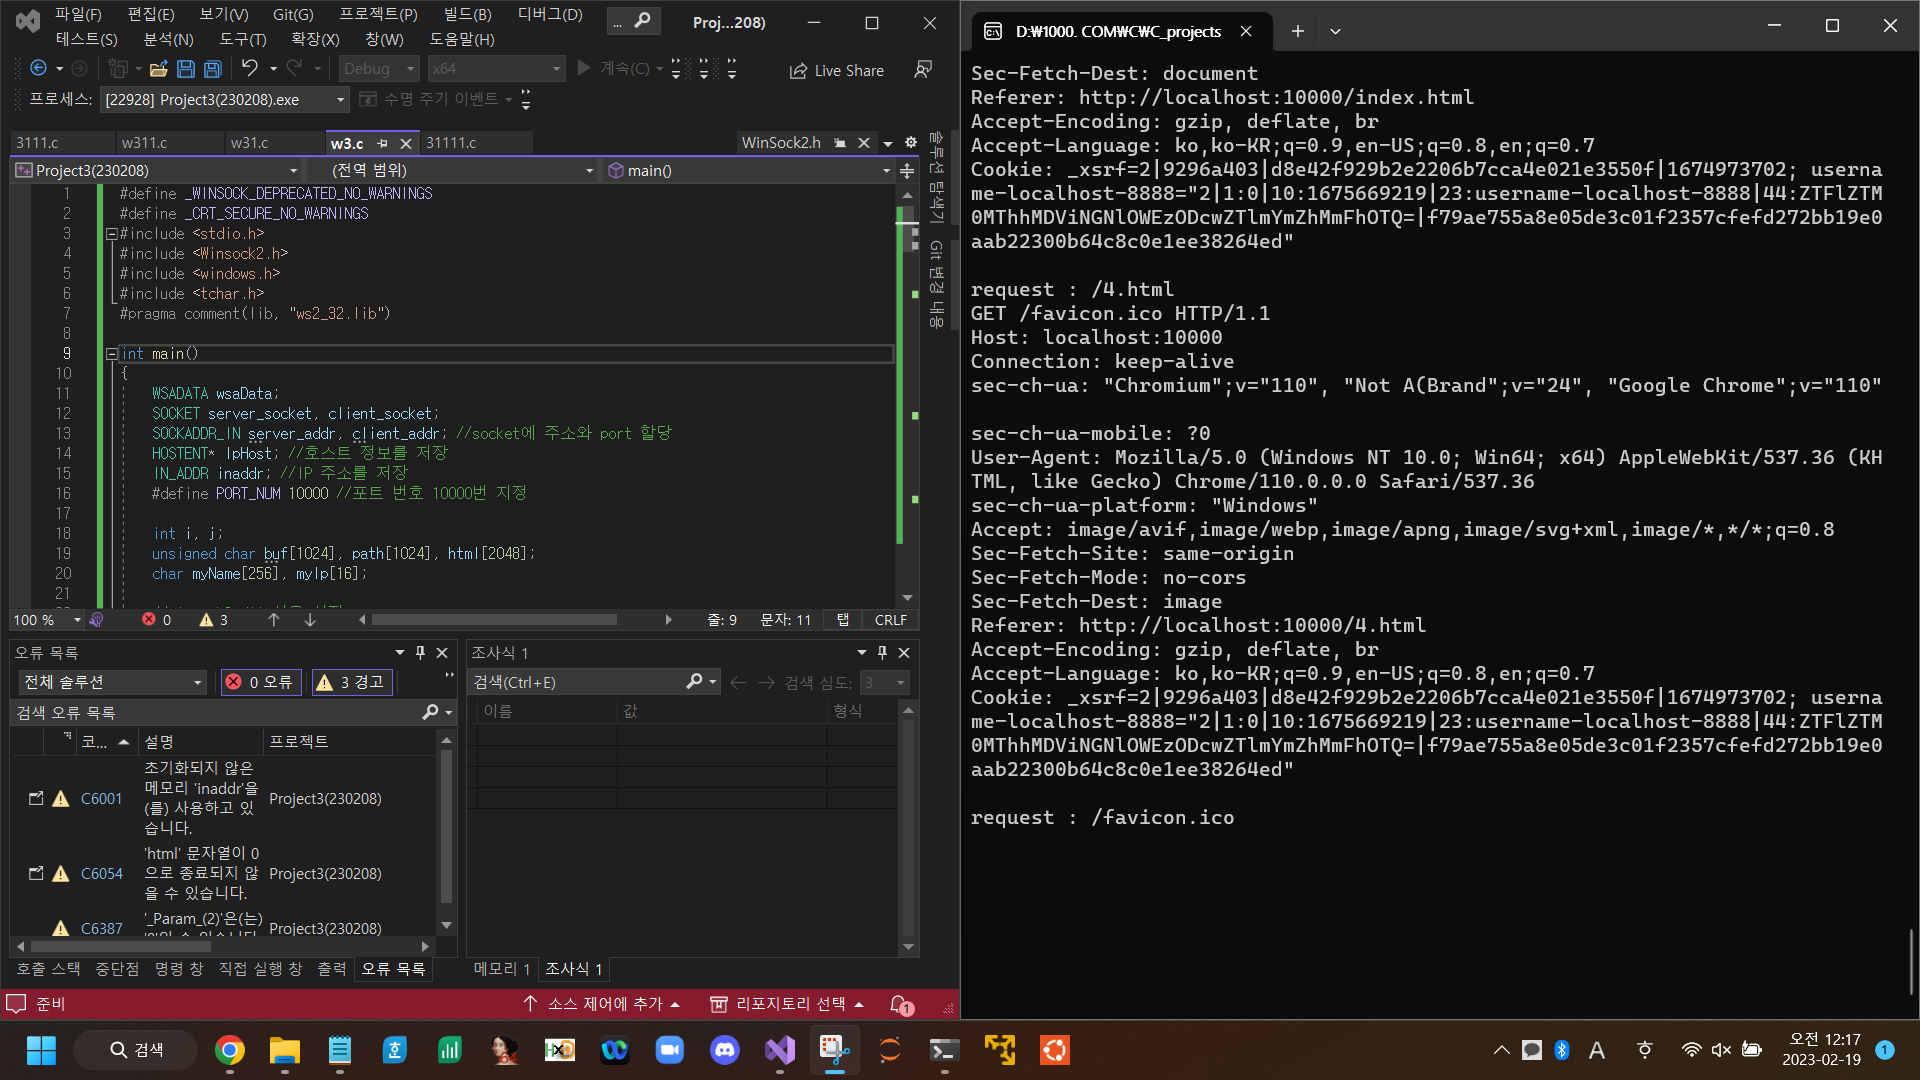 파일(F) 편집(E) 보기(V) Git(G) 프로젝트(P) 빌드(B) 디버그(D) ... Proj...208)
테스트(S) 분석(N) 도구(T) 확장(X) 창(W) 도움말(H)
Debug x64 계속(C) Live Share
프로세스: [22928] Project3(230208).exe 수명 주기 이벤트
3111.c w311.c w31.c w3.c 31111.c WinSock2.h
Project3(230208) (전역 범위) main()
1 #define _WINSOCK_DEPRECATED_NO_WARNINGS
2 #define _CRT_SECURE_NO_WARNINGS
3 #include <stdio.h>
4 #include <Winsock2.h>
5 #include <windows.h>
6 #include <tchar.h>
7 #pragma comment(lib, "ws2_32.lib")
8
9 int main()
10 {
11 WSADATA wsaData;
12 SOCKET server_socket, client_socket;
13 SOCKADDR_IN server_addr, client_addr; //socket에 주소와 port 할당
14 HOSTENT* lpHost; //호스트 정보를 저장
15 IN_ADDR inaddr; //IP 주소를 저장
16 #define PORT_NUM 10000 //포트 번호 10000번 지정
17
18 int i, j;
19 unsigned char buf[1024], path[1024], html[2048];
20 char myName[256], myIp[16];
21
솔루션 탐색기
Git 변경 내용
100 % 0 3 줄: 9 문자: 11 탭 CRLF
오류 목록
전체 솔루션 0 오류 3 경고
검색 오류 목록
코... 설명 프로젝트
C6001 초기화되지 않은 메모리 'inaddr'을(를) 사용하고 있습니다. Project3(230208)
C6054 'html' 문자열이 0으로 종료되지 않을 수 있습니다. Project3(230208)
C6387 '_Param_(2)'은(는) Project3(230208)
호출 스택 중단점 명령 창 직접 실행 창 출력 오류 목록
조사식 1
검색(Ctrl+E) 검색 심도: 3
이름 값 형식
메모리 1 조사식 1
준비 소스 제어에 추가 리포지토리 선택 1
D:₩1000. COM₩C₩C_projects
Sec-Fetch-Dest: document
Referer: http://localhost:10000/index.html
Accept-Encoding: gzip, deflate, br
Accept-Language: ko,ko-KR;q=0.9,en-US;q=0.8,en;q=0.7
Cookie: _xsrf=2|9296a403|d8e42f929b2e2206b7cca4e021e3550f|1674973702; userna
me-localhost-8888="2|1:0|10:1675669219|23:username-localhost-8888|44:ZTFlZTM
0MThhMDViNGNlOWEzODcwZTlmYmZhMmFhOTQ=|f79ae755a8e05de3c01f2357cfefd272bb19e0
aab22300b64c8c0e1ee38264ed"
request : /4.html
GET /favicon.ico HTTP/1.1
Host: localhost:10000
Connection: keep-alive
sec-ch-ua: "Chromium";v="110", "Not A(Brand";v="24", "Google Chrome";v="110"
sec-ch-ua-mobile: ?0
User-Agent: Mozilla/5.0 (Windows NT 10.0; Win64; x64) AppleWebKit/537.36 (KH
TML, like Gecko) Chrome/110.0.0.0 Safari/537.36
sec-ch-ua-platform: "Windows"
Accept: image/avif,image/webp,image/apng,image/svg+xml,image/*,*/*;q=0.8
Sec-Fetch-Site: same-origin
Sec-Fetch-Mode: no-cors
Sec-Fetch-Dest: image
Referer: http://localhost:10000/4.html
Accept-Encoding: gzip, deflate, br
Accept-Language: ko,ko-KR;q=0.9,en-US;q=0.8,en;q=0.7
Cookie: _xsrf=2|9296a403|d8e42f929b2e2206b7cca4e021e3550f|1674973702; userna
me-localhost-8888="2|1:0|10:1675669219|23:username-localhost-8888|44:ZTFlZTM
0MThhMDViNGNlOWEzODcwZTlmYmZhMmFhOTQ=|f79ae755a8e05de3c01f2357cfefd272bb19e0
aab22300b64c8c0e1ee38264ed"
request : /favicon.ico
검색 A 오전 12:17
2023-02-19 1